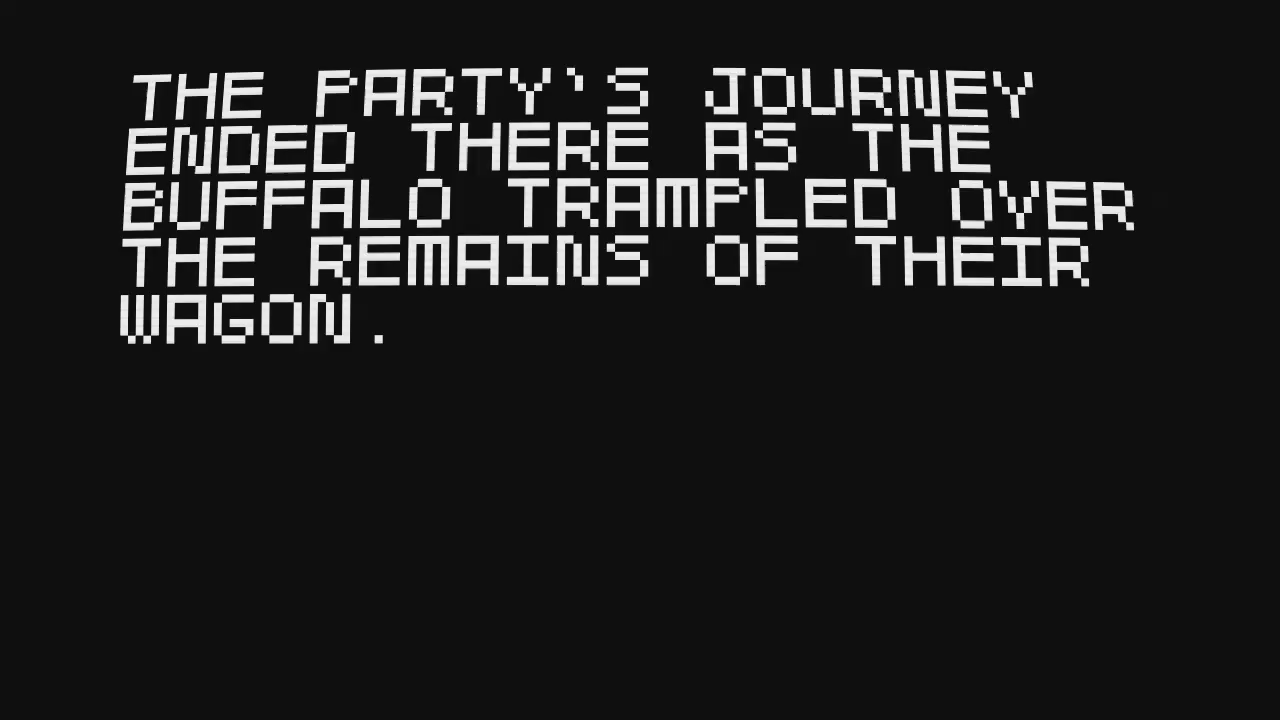 THE PARTY'S JOURNEY
ENDED THERE AS THE
BUFFALO TRAMPLED OVER
THE REMAINS OF THEIR
WAGON.